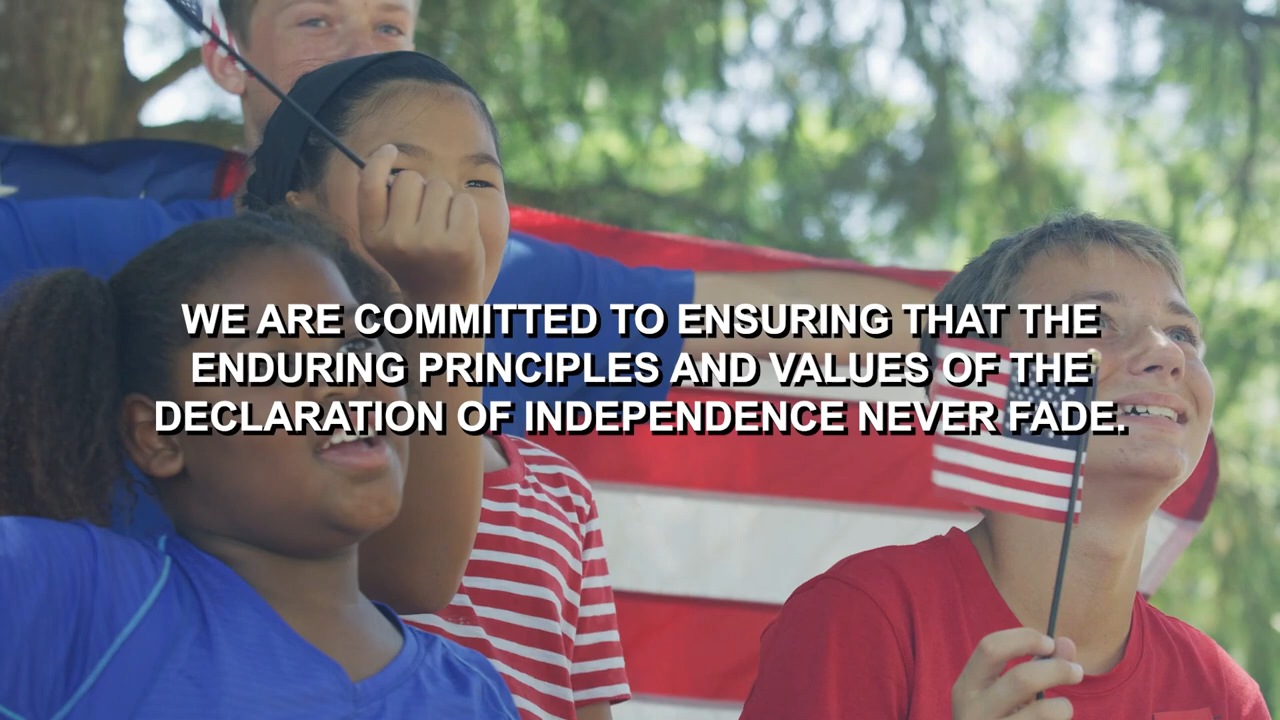 WE ARE COMMITTED TO ENSURING THAT THE
ENDURING PRINCIPLES AND VALUES OF THE
DECLARATION OF INDEPENDENCE NEVER FADE.